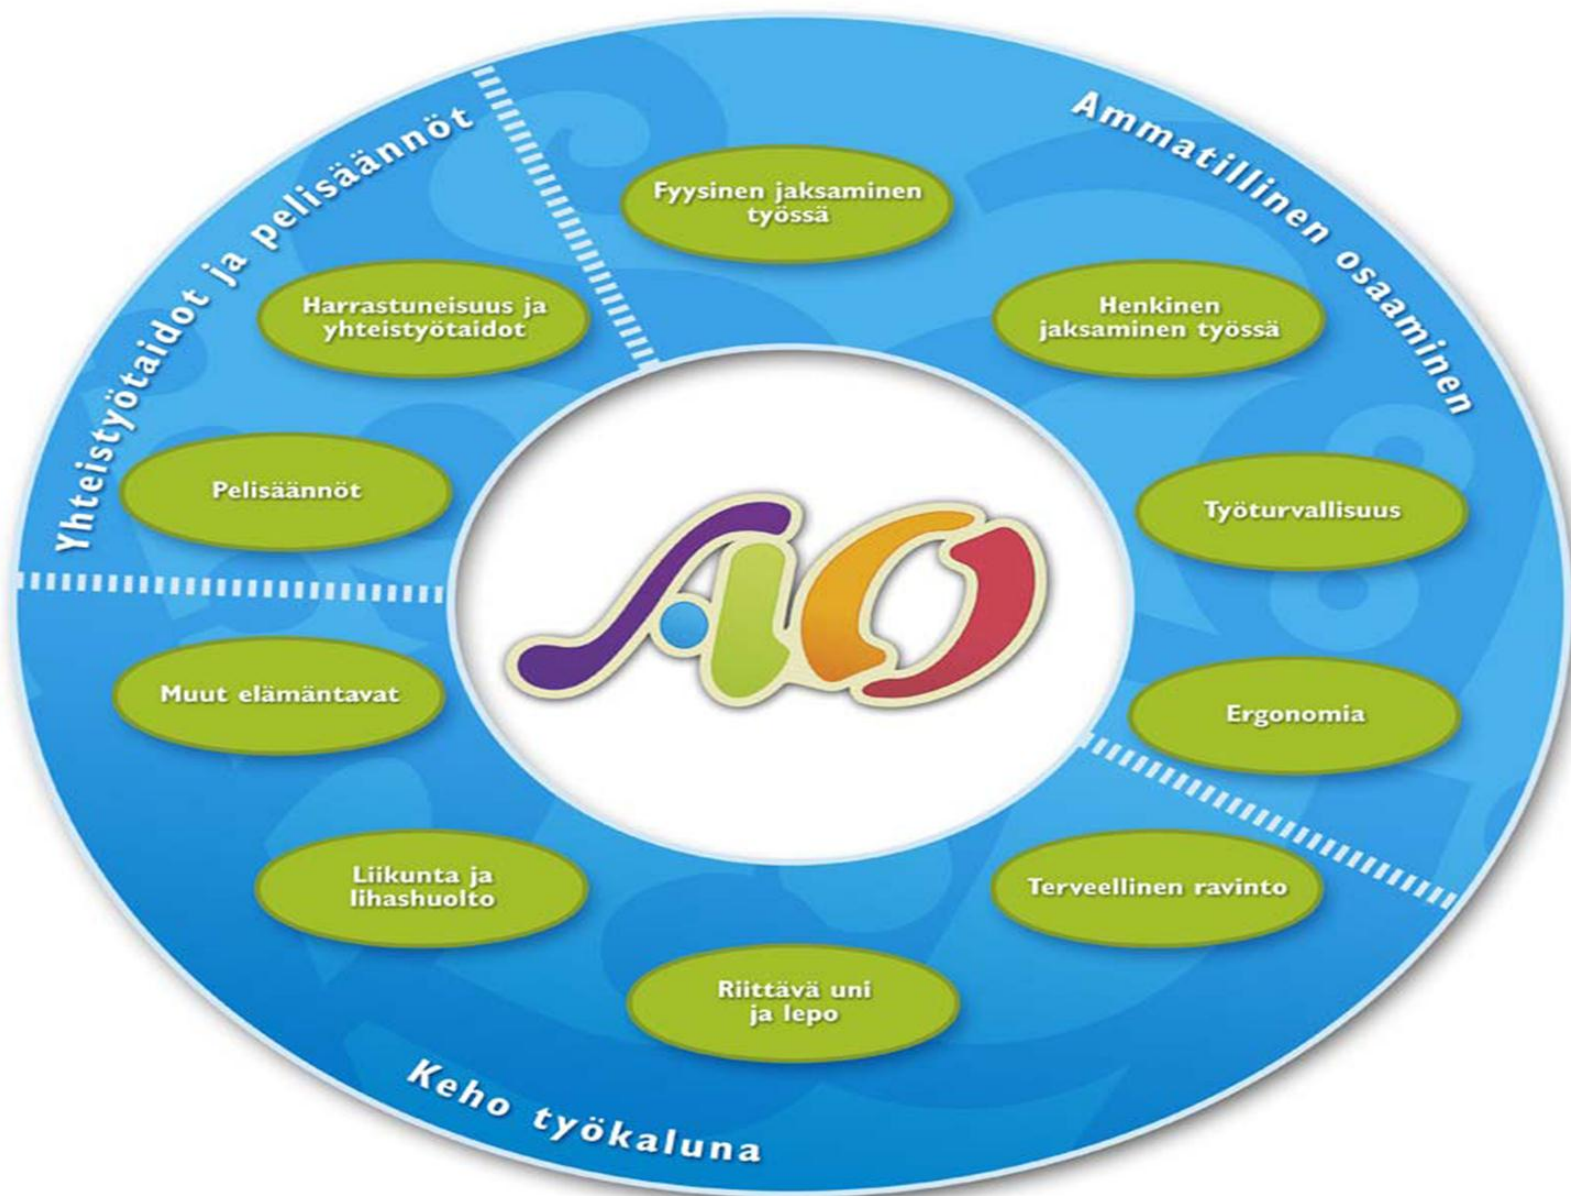 Yhteistyötaidot ja pelisäännöt
Ammatillinen osaaminen
Fyysinen jaksaminen
työssä
Harrastuneisuus ja
yhteistyötaidot
Henkinen
jaksaminen työssä
Pelisäännöt
Työturvallisuus
AO
Muut elämäntavat
Ergonomia
Liikunta ja
lihashuolto
Terveellinen ravinto
Riittävä uni
ja lepo
Keho työkaluna